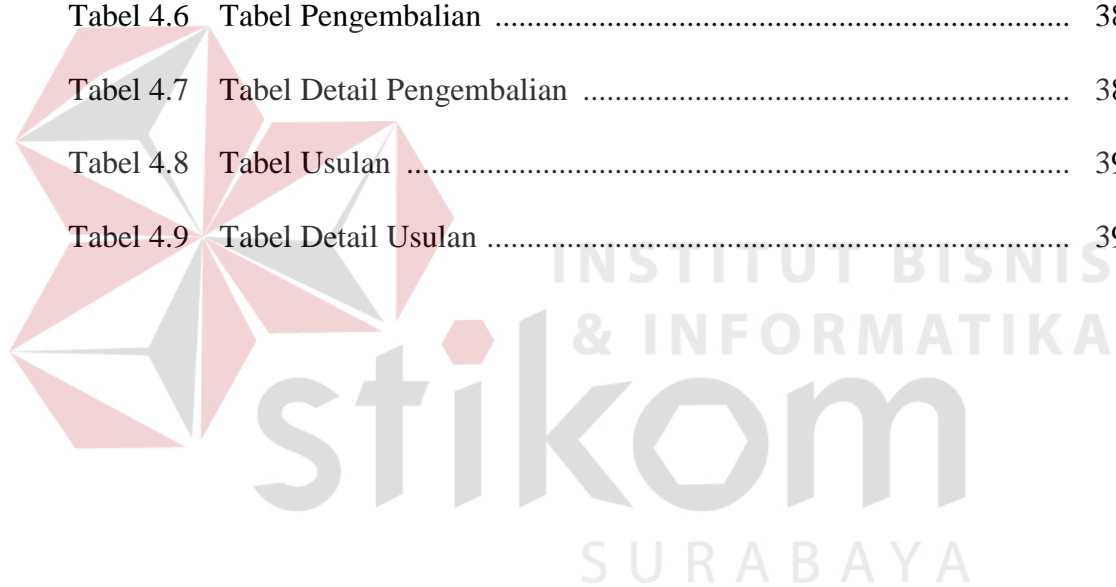 Tabel 4.6 Tabel Pengembalian ......................................................................... 38
Tabel 4.7 Tabel Detail Pengembalian .............................................................. 38
Tabel 4.8 Tabel Usulan .................................................................................... 39
Tabel 4.9 Tabel Detail Usulan .......................................................................... 39
INSTITUT BISNIS
& INFORMATIKA
stikom
SURABAYA